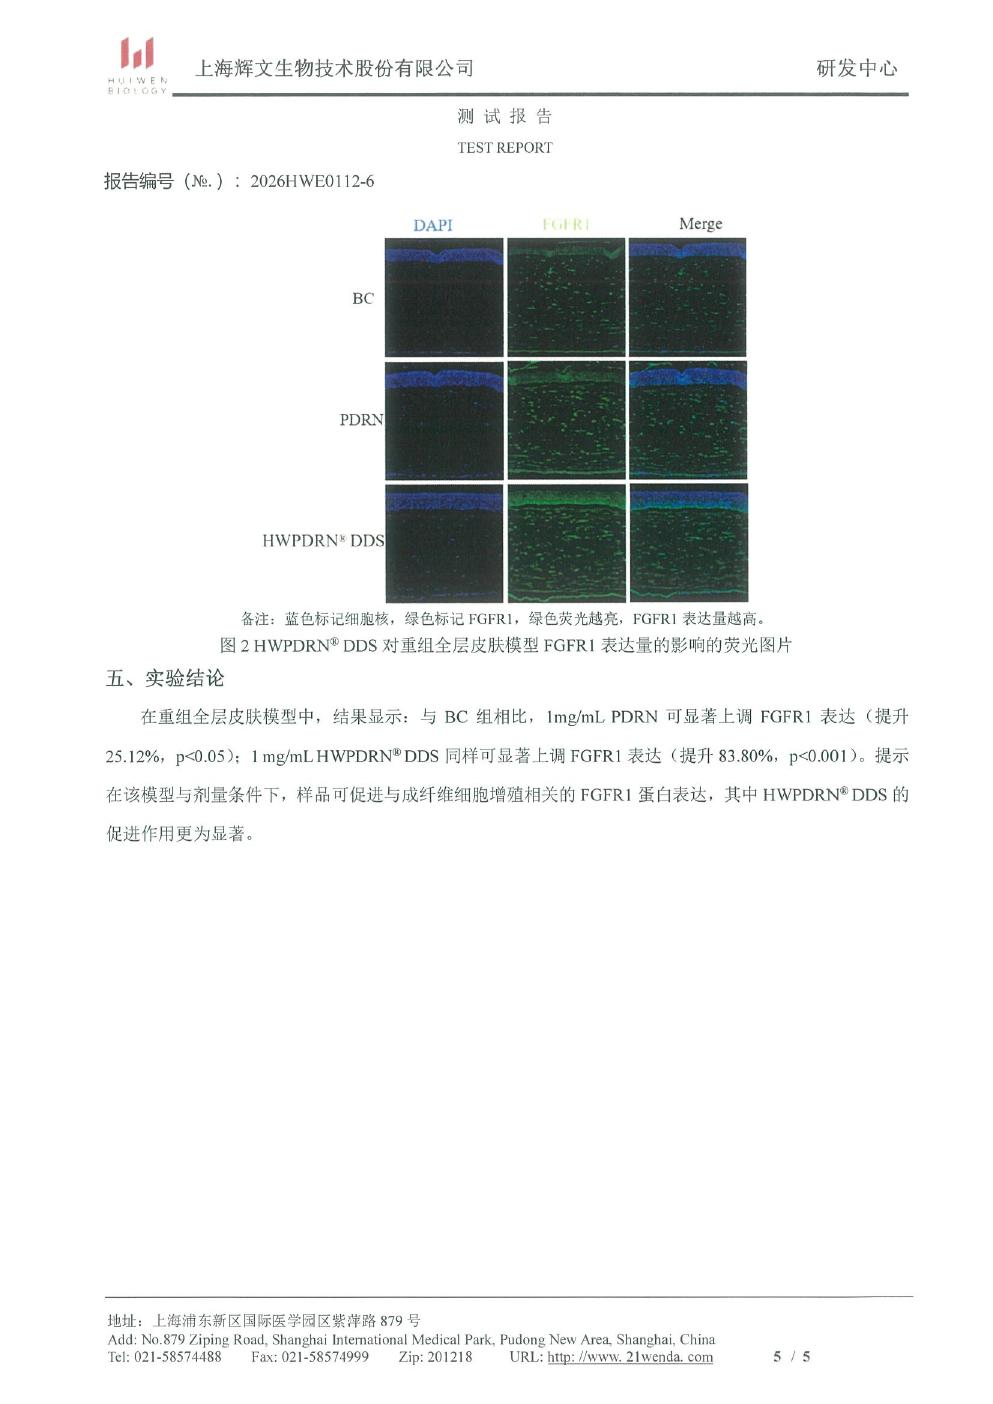 HUIWEN
BIOLOGY
上海辉文生物技术股份有限公司
研发中心
测 试 报 告
TEST REPORT
报告编号（№.）：2026HWE0112-6
DAPI FGFR1 Merge
BC
PDRN
HWPDRN® DDS
备注：蓝色标记细胞核，绿色标记 FGFR1，绿色荧光越亮，FGFR1 表达量越高。
图 2 HWPDRN® DDS 对重组全层皮肤模型 FGFR1 表达量的影响的荧光图片
五、实验结论
在重组全层皮肤模型中，结果显示：与 BC 组相比，1mg/mL PDRN 可显著上调 FGFR1 表达（提升
25.12%，p<0.05）；1 mg/mL HWPDRN® DDS 同样可显著上调 FGFR1 表达（提升 83.80%，p<0.001）。提示
在该模型与剂量条件下，样品可促进与成纤维细胞增殖相关的 FGFR1 蛋白表达，其中 HWPDRN® DDS 的
促进作用更为显著。
地址：上海浦东新区国际医学园区紫萍路 879 号
Add: No.879 Ziping Road, Shanghai International Medical Park, Pudong New Area, Shanghai, China
Tel: 021-58574488 Fax: 021-58574999 Zip: 201218 URL: http: //www. 21wenda. com 5 / 5